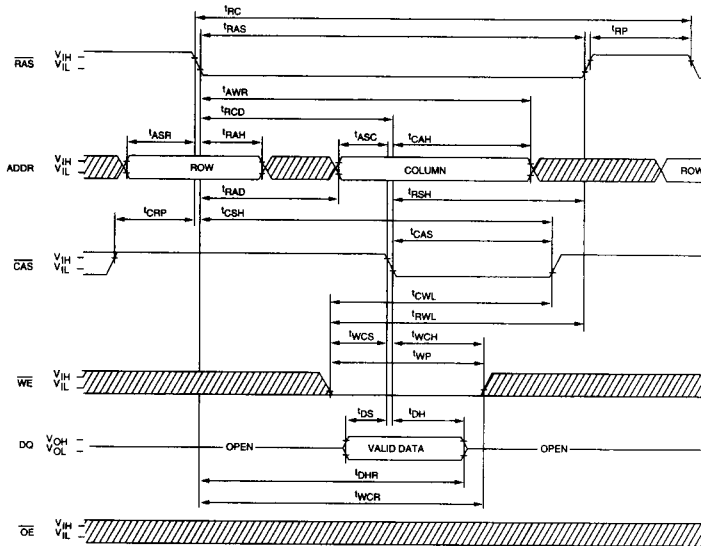 tRC
tRAS
tRP
RAS VIH VIL
tAWR
tRCD
tASR tRAH tASC tCAH
ADDR VIH VIL ROW COLUMN ROW
tRAD tRSH
tCRP tCSH
tCAS
CAS VIH VIL
tCWL
tRWL
tWCS tWCH
tWP
WE VIH VIL
tDS tDH
DQ VOH VOL OPEN VALID DATA OPEN
tDHR
tWCR
OE VIH VIL